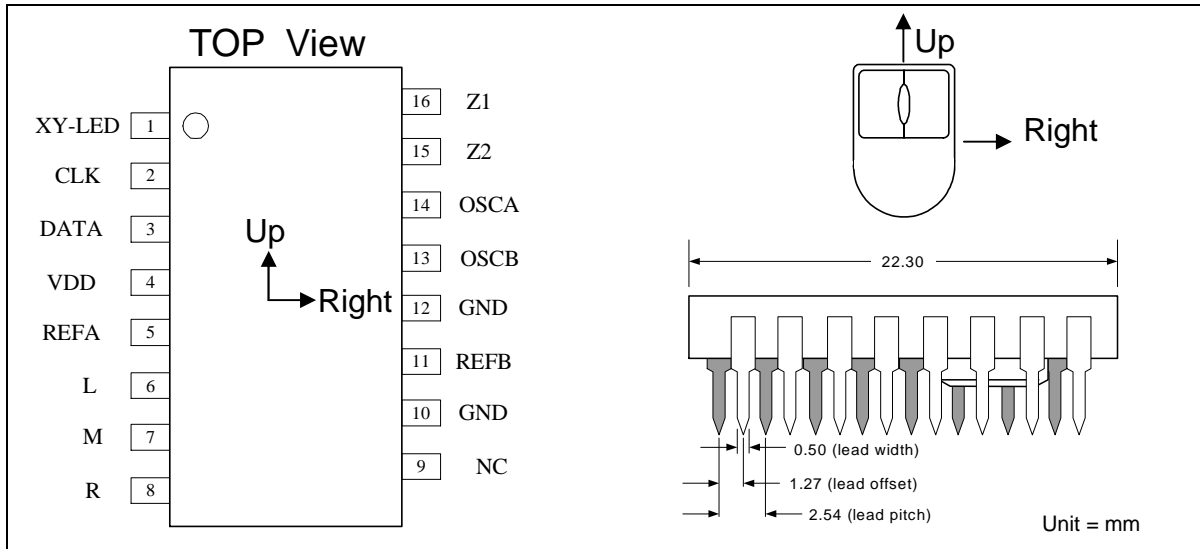 TOP View
XY-LED 1
CLK 2
DATA 3
VDD 4
REFA 5
L 6
M 7
R 8
16 Z1
15 Z2
14 OSCA
13 OSCB
12 GND
11 REFB
10 GND
9 NC
Up
Right
Up
Right
22.30
0.50 (lead width)
1.27 (lead offset)
2.54 (lead pitch)
Unit = mm